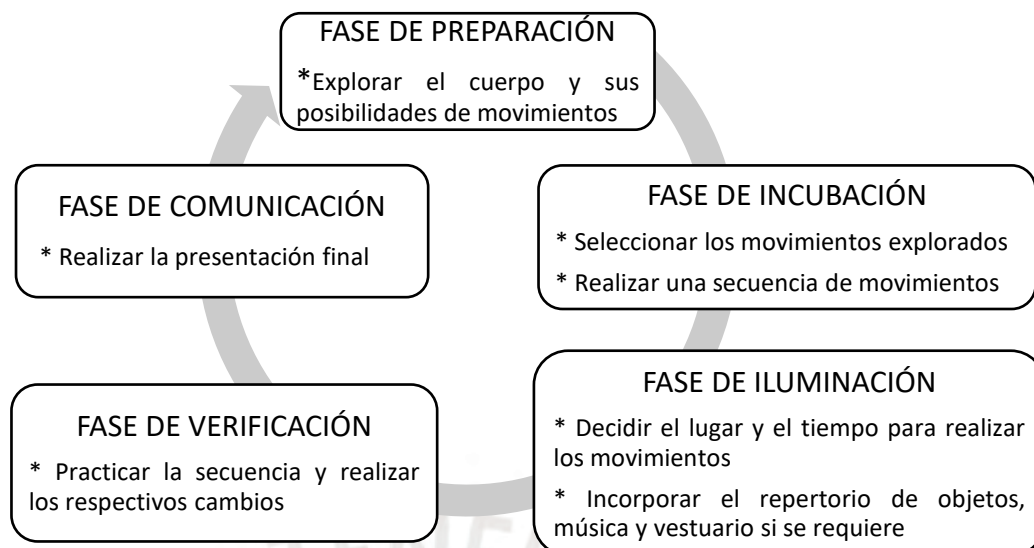 FASE DE PREPARACIÓN
*Explorar el cuerpo y sus
posibilidades de movimientos
FASE DE INCUBACIÓN
* Seleccionar los movimientos explorados
* Realizar una secuencia de movimientos
FASE DE ILUMINACIÓN
* Decidir el lugar y el tiempo para realizar
los movimientos
* Incorporar el repertorio de objetos,
música y vestuario si se requiere
FASE DE VERIFICACIÓN
* Practicar la secuencia y realizar
los respectivos cambios
FASE DE COMUNICACIÓN
* Realizar la presentación final